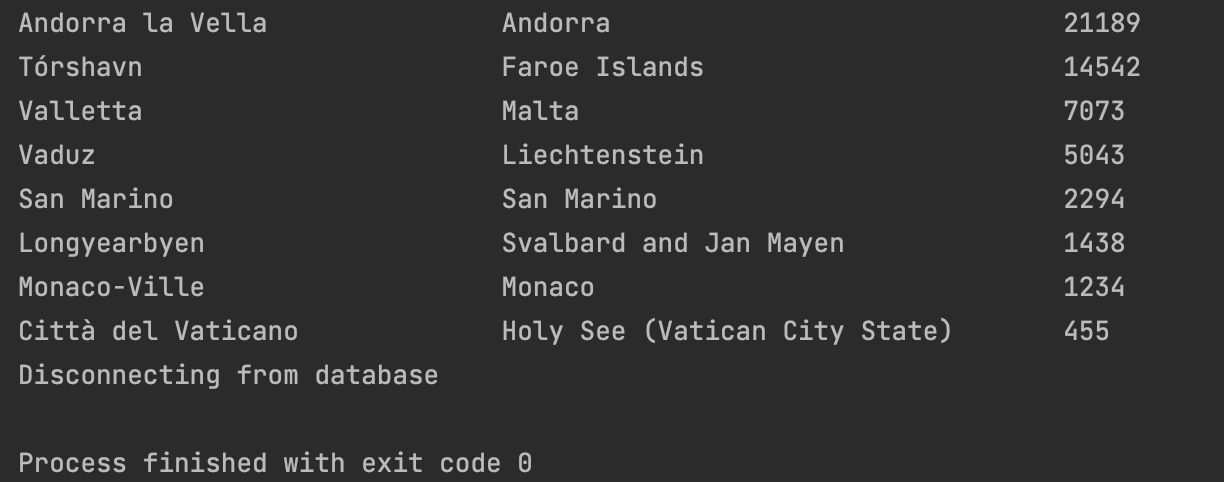 Andorra la Vella Andorra 21189
Tórshavn Faroe Islands 14542
Valletta Malta 7073
Vaduz Liechtenstein 5043
San Marino San Marino 2294
Longyearbyen Svalbard and Jan Mayen 1438
Monaco-Ville Monaco 1234
Città del Vaticano Holy See (Vatican City State) 455
Disconnecting from database
Process finished with exit code 0